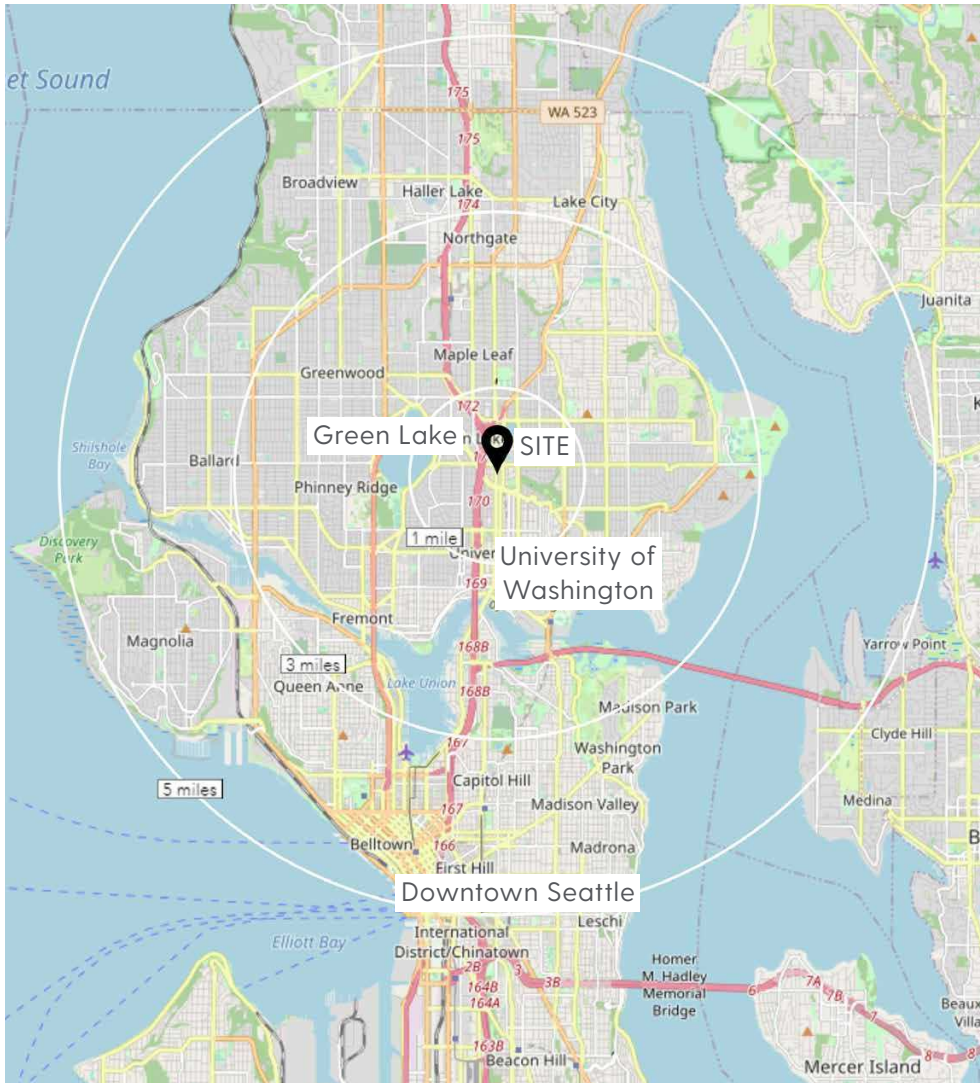 et Sound
175
WA 523
175
Broadview
Haller Lake
Lake City
174
Northgate
Juanita
Maple Leaf
Greenwood
172
Green Lake
SITE
Shilshole
Bay
Ballard
Phinney Ridge
170
1 mile
University of
Washington
Discovery
Park
169
Fremont
Magnolia
168B
Yarrow Point
3 miles
Queen Anne
Lake Union
168B
Madison Park
167
Clyde Hill
Washington
Park
Capitol Hill
5 miles
167
Madison Valley
Medina
Belltown
166
Madrona
First Hill
Downtown Seattle
Leschi
International
District/Chinatown
Elliott Bay
2B
3B
164B
164A
Homer
M. Hadley
Memorial
Bridge
6
7A
7B
7
8
8
Beaux
Villa
163B
Beacon Hill
Mercer Island